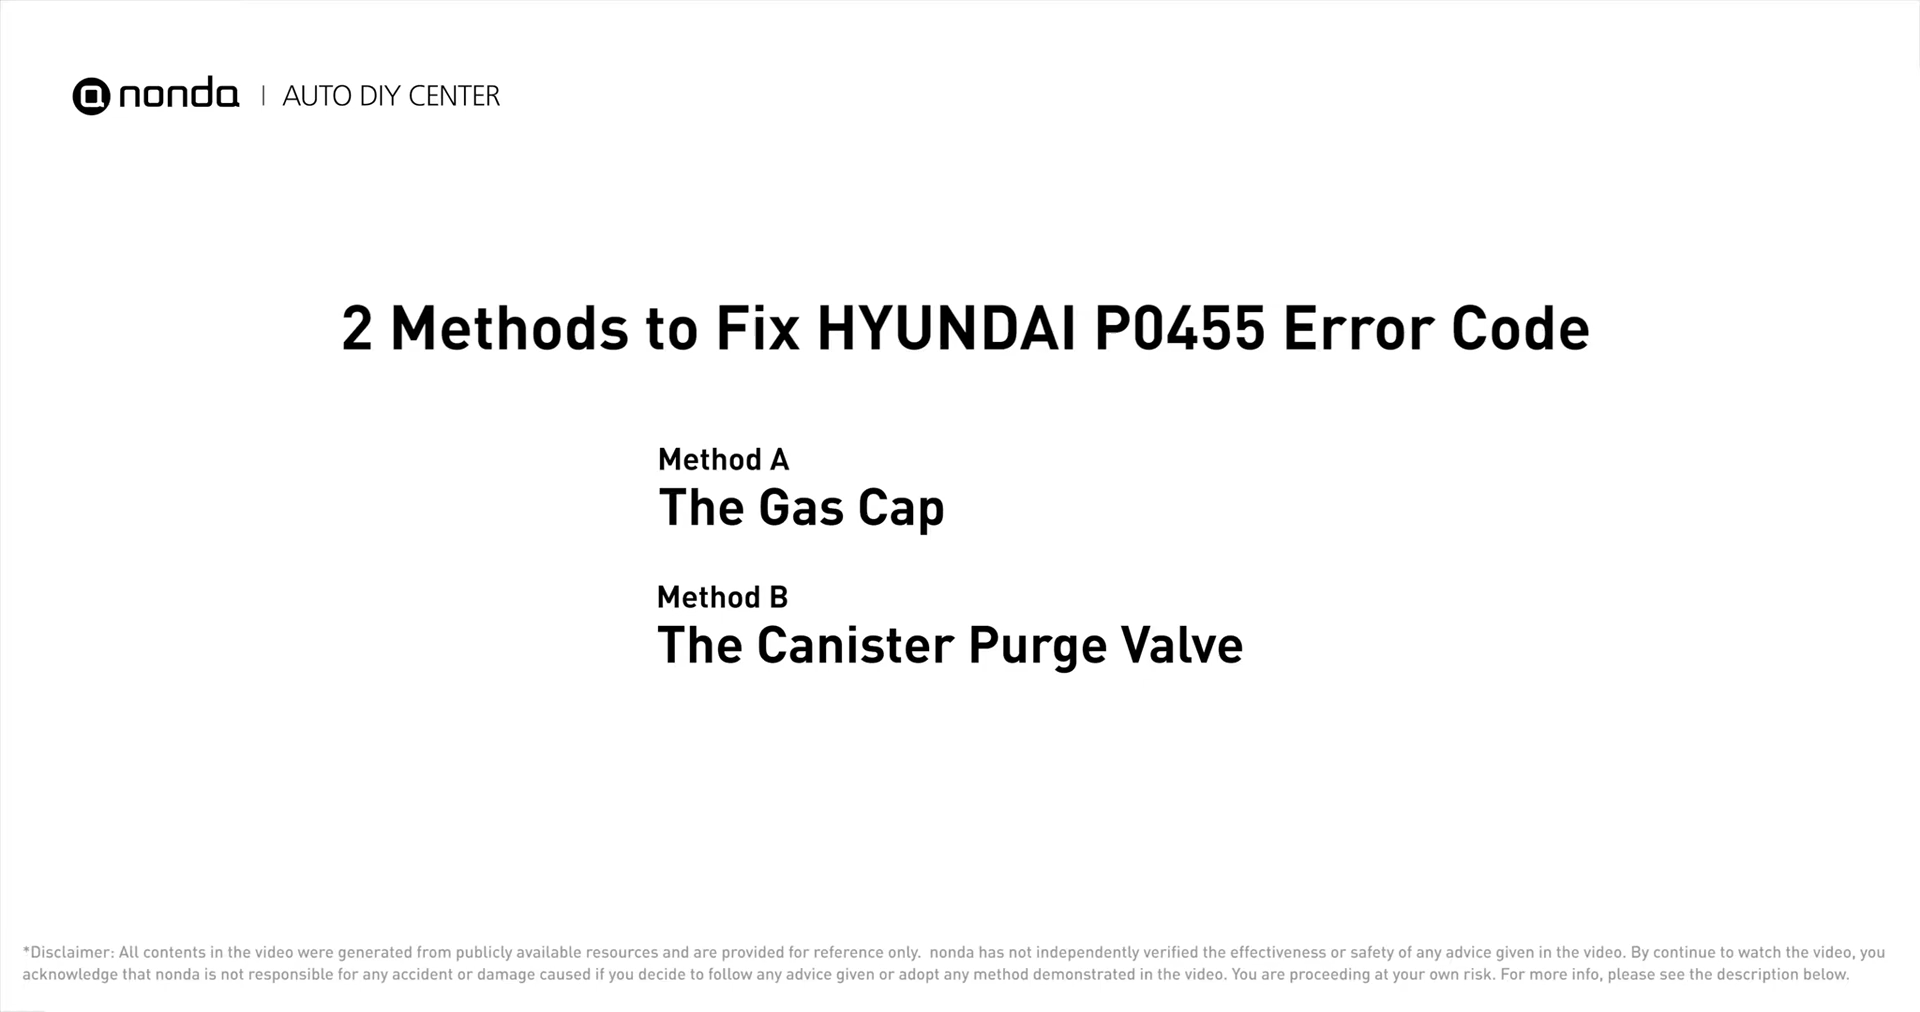 nonda | AUTO DIY CENTER
2 Methods to Fix HYUNDAI P0455 Error Code
Method A
The Gas Cap
Method B
The Canister Purge Valve
*Disclaimer: All contents in the video were generated from publicly available resources and are provided for reference only.  nonda has not independently verified the effectiveness or safety of any advice given in the video. By continue to watch the video, you
acknowledge that nonda is not responsible for any accident or damage caused if you decide to follow any advice given or adopt any method demonstrated in the video. You are proceeding at your own risk. For more info, please see the description below.